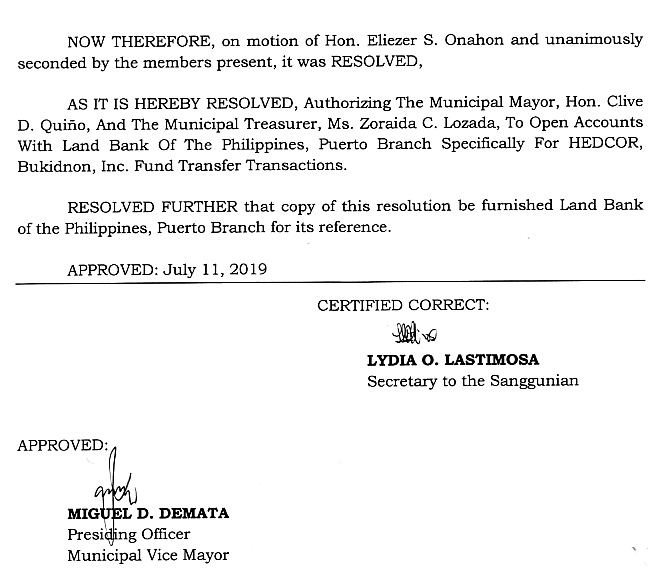 NOW THEREFORE, on motion of Hon. Eliezer S. Onahon and unanimously
seconded by the members present, it was RESOLVED,
AS IT IS HEREBY RESOLVED, Authorizing The Municipal Mayor, Hon. Clive
D. Quiño, And The Municipal Treasurer, Ms. Zoraida C. Lozada, To Open Accounts
With Land Bank Of The Philippines, Puerto Branch Specifically For HEDCOR,
Bukidnon, Inc. Fund Transfer Transactions.
RESOLVED FURTHER that copy of this resolution be furnished Land Bank
of the Philippines, Puerto Branch for its reference.
APPROVED: July 11, 2019
CERTIFIED CORRECT:
LYDIA O. LASTIMOSA
Secretary to the Sanggunian
APPROVED:
MIGUEL D. DEMATA
Presiding Officer
Municipal Vice Mayor